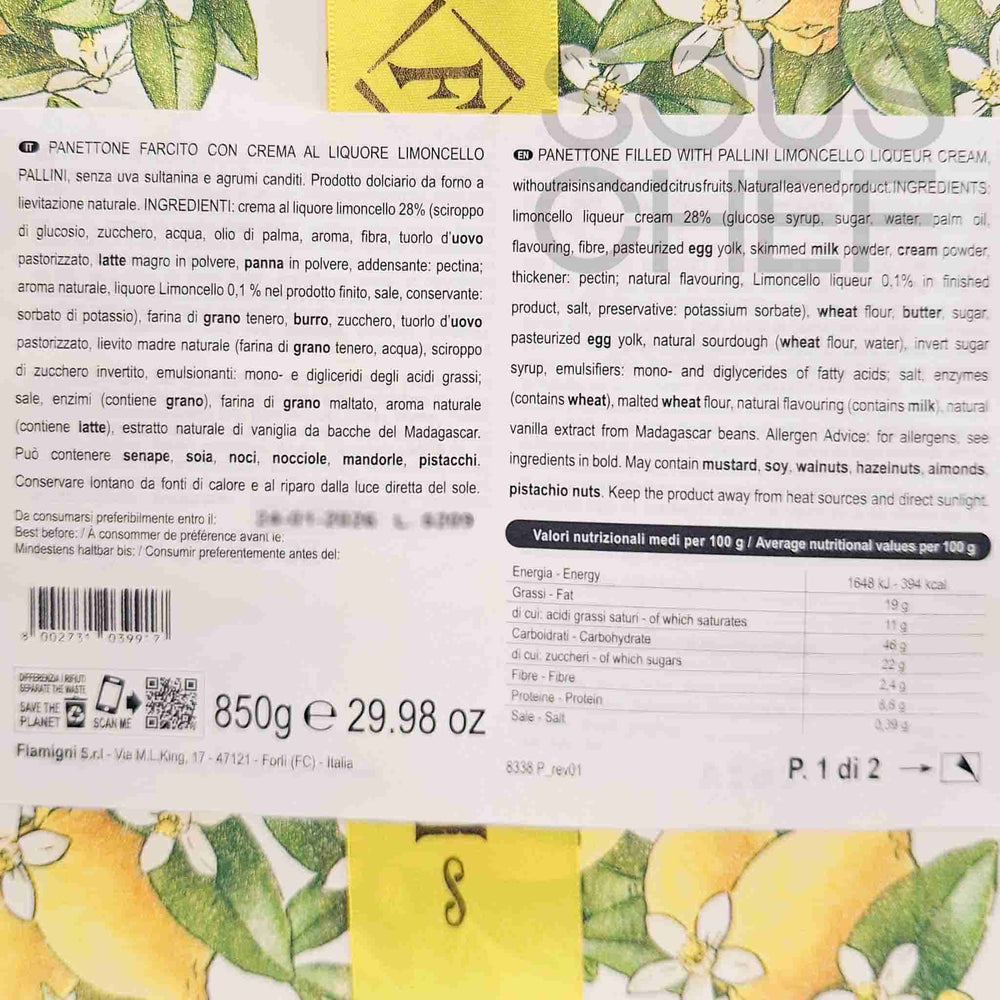 F
SOUS
CHEF
IT PANETTONE FARCITO CON CREMA AL LIQUORE LIMONCELLO
PALLINI, senza uva sultanina e agrumi canditi. Prodotto dolciario da forno a
lievitazione naturale. INGREDIENTI: crema al liquore limoncello 28% (sciroppo
di glucosio, zucchero, acqua, olio di palma, aroma, fibra, tuorlo d'uovo
pastorizzato, latte magro in polvere, panna in polvere, addensante: pectina;
aroma naturale, liquore Limoncello 0,1 % nel prodotto finito, sale, conservante:
sorbato di potassio), farina di grano tenero, burro, zucchero, tuorlo d'uovo
pastorizzato, lievito madre naturale (farina di grano tenero, acqua), sciroppo
di zucchero invertito, emulsionanti: mono- e digliceridi degli acidi grassi;
sale, enzimi (contiene grano), farina di grano maltato, aroma naturale
(contiene latte), estratto naturale di vaniglia da bacche del Madagascar.
Può contenere senape, soia, noci, nocciole, mandorle, pistacchi.
Conservare lontano da fonti di calore e al riparo dalla luce diretta del sole.
Da consumarsi preferibilmente entro il: 24-01-2026 L.
Best before: / À consommer de préférence avant le:
Mindestens haltbar bis: / Consumir preferentemente antes del:
8 002731 039917
DIFFERENZIA I RIFIUTI
SEPARATE THE WASTE
SAVE THE
PLANET
SCAN ME
850g e 29.98 oz
Flamigni S.r.l - Via M.L.King, 17 - 47121 - Forlì (FC) - Italia
EN PANETTONE FILLED WITH PALLINI LIMONCELLO LIQUEUR CREAM,
withoutraisinsandcandiedcitrusfruits.Naturalleavenedproduct.INGREDIENTS:
limoncello liqueur cream 28% (glucose syrup, sugar, water, palm oil,
flavouring, fibre, pasteurized egg yolk, skimmed milk powder, cream powder,
thickener: pectin; natural flavouring, Limoncello liqueur 0,1% in finished
product, salt, preservative: potassium sorbate), wheat flour, butter, sugar,
pasteurized egg yolk, natural sourdough (wheat flour, water), invert sugar
syrup, emulsifiers: mono- and diglycerides of fatty acids; salt, enzymes
(contains wheat), malted wheat flour, natural flavouring (contains milk), natural
vanilla extract from Madagascar beans. Allergen Advice: for allergens, see
ingredients in bold. May contain mustard, soy, walnuts, hazelnuts, almonds,
pistachio nuts. Keep the product away from heat sources and direct sunlight.
Valori nutrizionali medi per 100 g / Average nutritional values per 100 g
Energia - Energy 1648 kJ - 394 kcal
Grassi - Fat 19 g
di cui: acidi grassi saturi - of which saturates 11 g
Carboidrati - Carbohydrate 46 g
di cui: zuccheri - of which sugars 22 g
Fibre - Fibre 2,4 g
Proteine - Protein 8,8 g
Sale - Salt 0,39 g
8338 P_rev01
P. 1 di 2